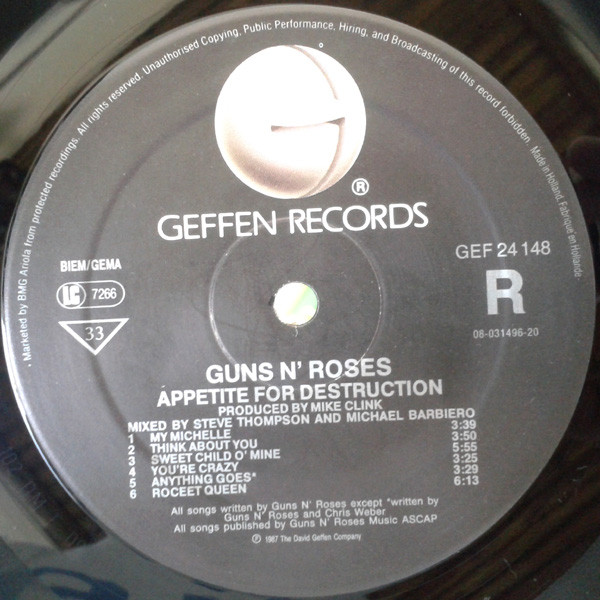 Marketed by BMG Ariola from protected recordings. All rights reserved. Unauthorised Copying, Public Performance, Hiring, and Broadcasting of this record forbidden. Made in Holland, Fabriqué en Hollande
®
GEFFEN RECORDS
BIEM/GEMA
LC 7266
33
GEF 24 148
R
08-031496-20
GUNS N' ROSES
APPETITE FOR DESTRUCTION
PRODUCED BY MIKE CLINK
MIXED BY STEVE THOMPSON AND MICHAEL BARBIERO
1 MY MICHELLE 3:39
2 THINK ABOUT YOU 3:50
3 SWEET CHILD O' MINE 5:55
4 YOU'RE CRAZY 3:25
5 ANYTHING GOES* 3:29
6 ROCEET QUEEN 6:13
All songs written by Guns N' Roses except *written by
Guns N' Roses and Chris Weber
All songs published by Guns N' Roses Music ASCAP
℗ 1987 The David Geffen Company